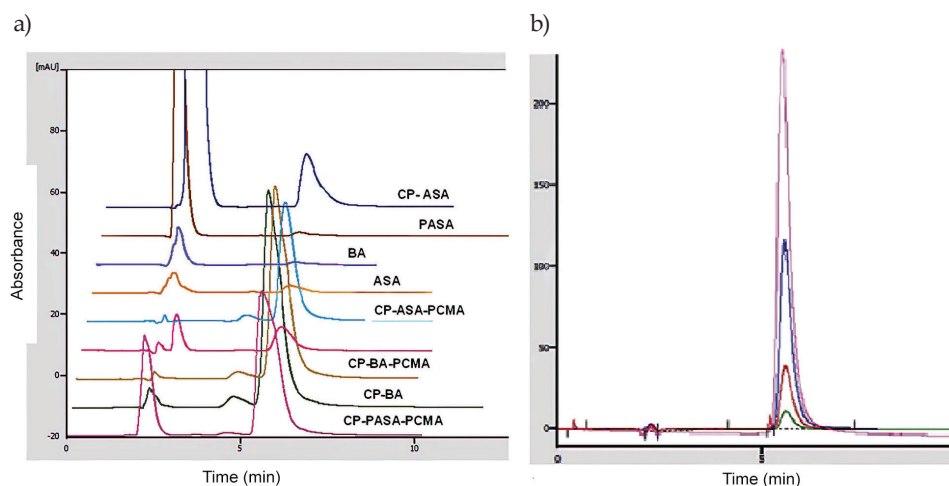 a)
b)
[mAU]
80
60
40
20
0
-20
Absorbance
CP- ASA
PASA
BA
ASA
CP-ASA-PCMA
CP-BA-PCMA
CP-BA
CP-PASA-PCMA
5
10
Time (min)
200
150
100
50
0
0
5
Time (min)